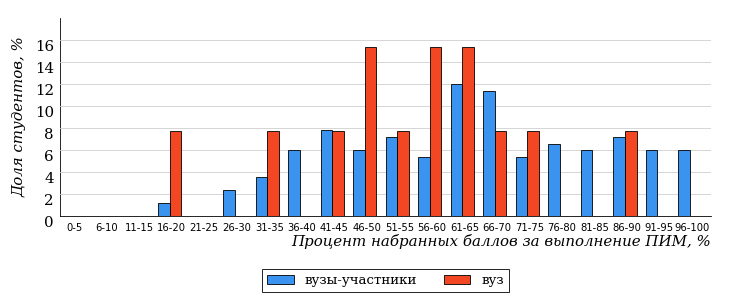 Доля студентов, %
16
14
12
10
8
6
4
2
0
0-5 6-10 11-15 16-20 21-25 26-30 31-35 36-40 41-45 46-50 51-55 56-60 61-65 66-70 71-75 76-80 81-85 86-90 91-95 96-100
Процент набранных баллов за выполнение ПИМ, %
вузы-участники вуз